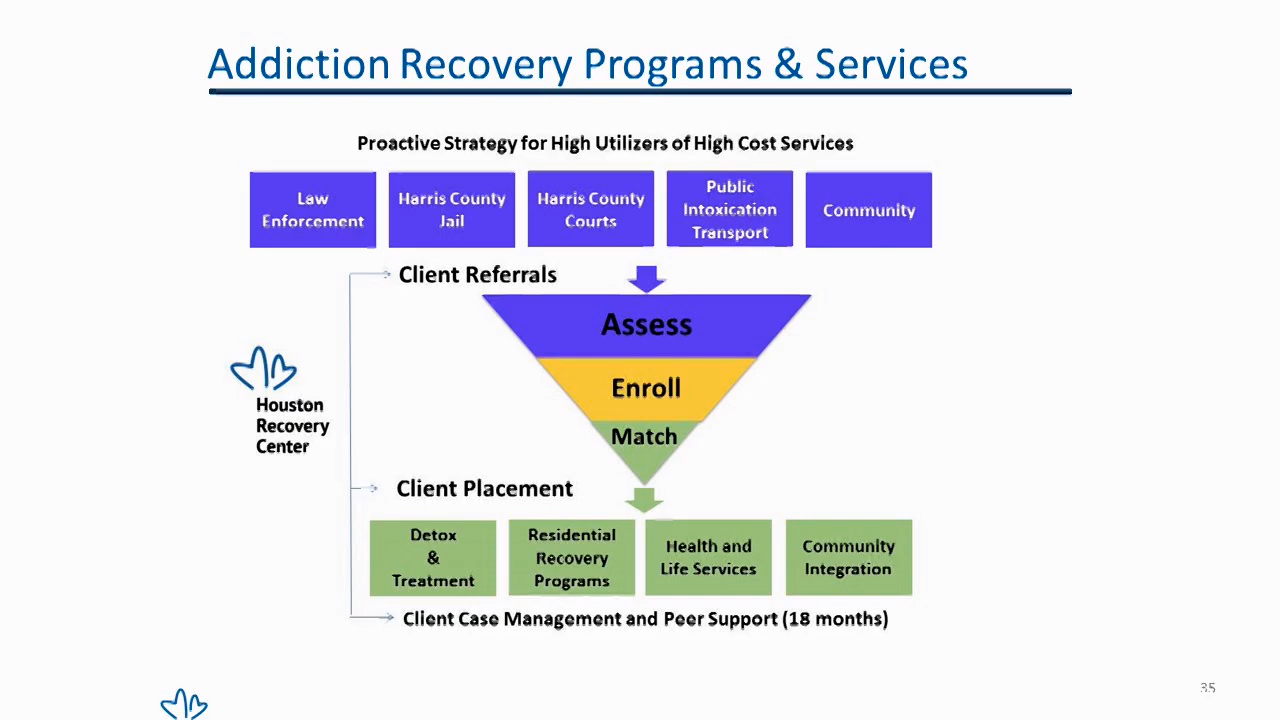 Addiction Recovery Programs & Services
Proactive Strategy for High Utilizers of High Cost Services
Law
Enforcement
Harris County
Jail
Harris County
Courts
Public
Intoxication
Transport
Community
Client Referrals
Assess
Enroll
Match
Houston
Recovery
Center
Client Placement
Detox
&
Treatment
Residential
Recovery
Programs
Health and
Life Services
Community
Integration
Client Case Management and Peer Support (18 months)
35